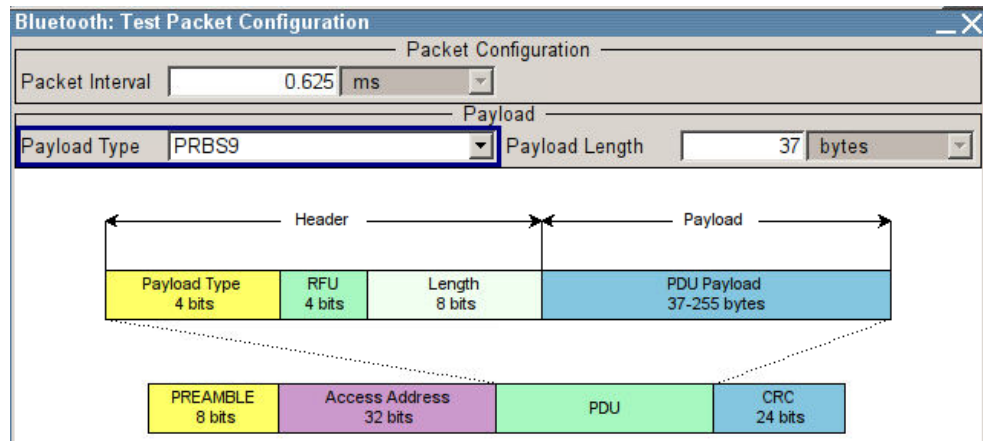 Bluetooth: Test Packet Configuration
Packet Configuration
Packet Interval 0.625 ms
Payload
Payload Type PRBS9 Payload Length 37 bytes
Header Payload
Payload Type RFU Length PDU Payload
4 bits 4 bits 8 bits 37-255 bytes
PREAMBLE Access Address PDU CRC
8 bits 32 bits 24 bits